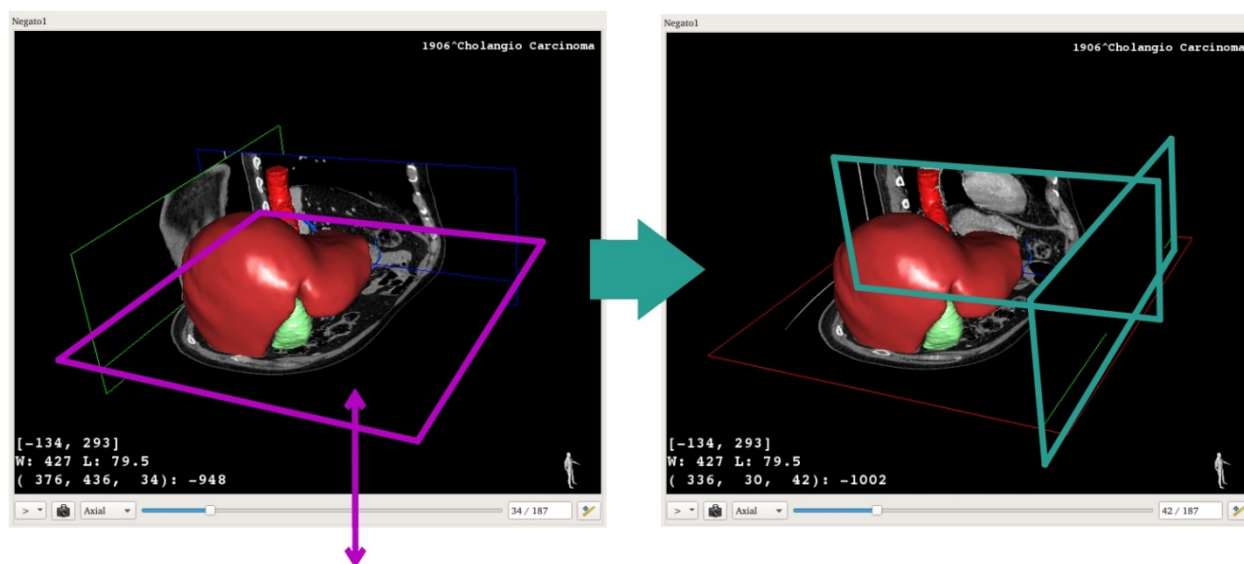 Negato1
1906^Cholangio Carcinoma
[-134, 293]
W: 427 L: 79.5
( 376, 436, 34): -948
> Axial 34 / 187
Negato1
1906^Cholangio Carcinoma
[-134, 293]
W: 427 L: 79.5
( 336, 30, 42): -1002
> Axial 42 / 187